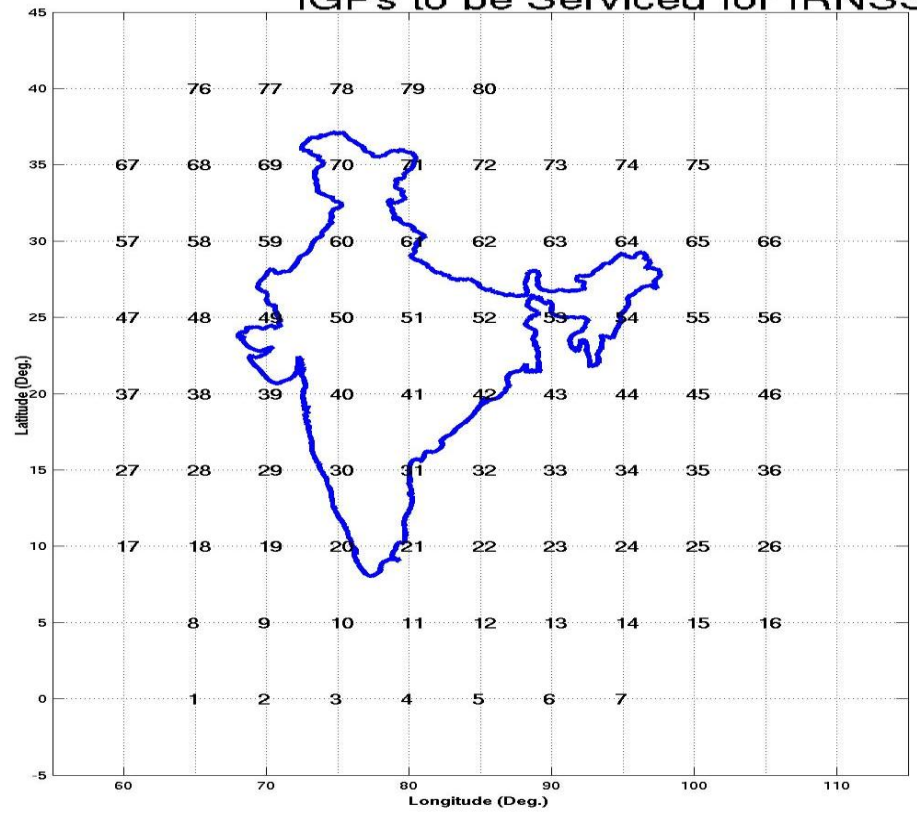 IGPs to be Serviced for IRNSS
45
76 77 78 79 80
40
67 68 69 70 71 72 73 74 75
35
57 58 59 60 61 62 63 64 65 66
30
47 48 49 50 51 52 53 54 55 56
25
Latitude (Deg.)
37 38 39 40 41 42 43 44 45 46
20
27 28 29 30 31 32 33 34 35 36
15
17 18 19 20 21 22 23 24 25 26
10
8 9 10 11 12 13 14 15 16
5
1 2 3 4 5 6 7
0
-5
60 70 80 90 100 110
Longitude (Deg.)